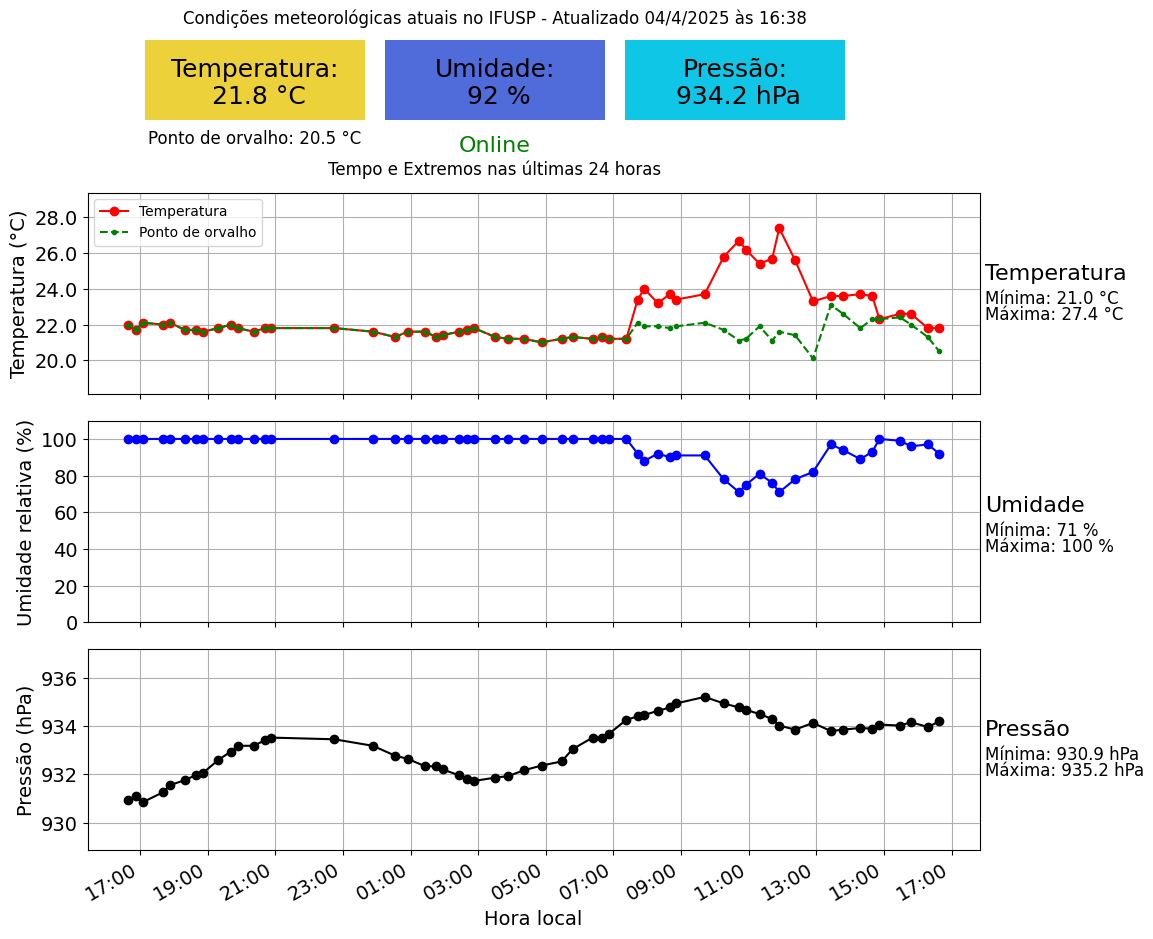 Condições meteorológicas atuais no IFUSP - Atualizado 04/4/2025 às 16:38
Temperatura:
21.8 °C
Umidade:
92 %
Pressão:
934.2 hPa
Ponto de orvalho: 20.5 °C
Online
Tempo e Extremos nas últimas 24 horas
Temperatura (°C)
28.0
26.0
24.0
22.0
20.0
Temperatura
Ponto de orvalho
Temperatura
Mínima: 21.0 °C
Máxima: 27.4 °C
Umidade relativa (%)
100
80
60
40
20
0
Umidade
Mínima: 71 %
Máxima: 100 %
Pressão (hPa)
936
934
932
930
Pressão
Mínima: 930.9 hPa
Máxima: 935.2 hPa
17:00
19:00
21:00
23:00
01:00
03:00
05:00
07:00
09:00
11:00
13:00
15:00
17:00
Hora local